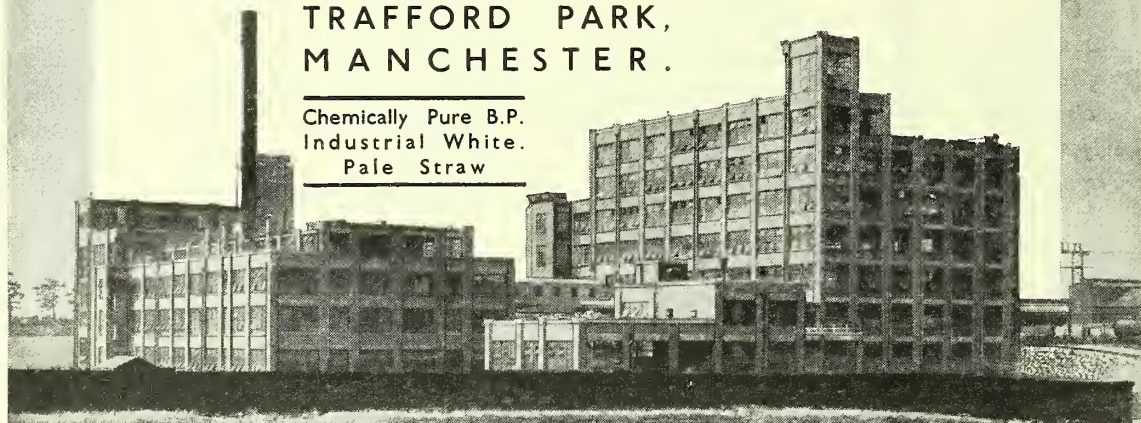 TRAFFORD PARK,
MANCHESTER.
Chemically Pure B.P.
Industrial White.
Pale Straw